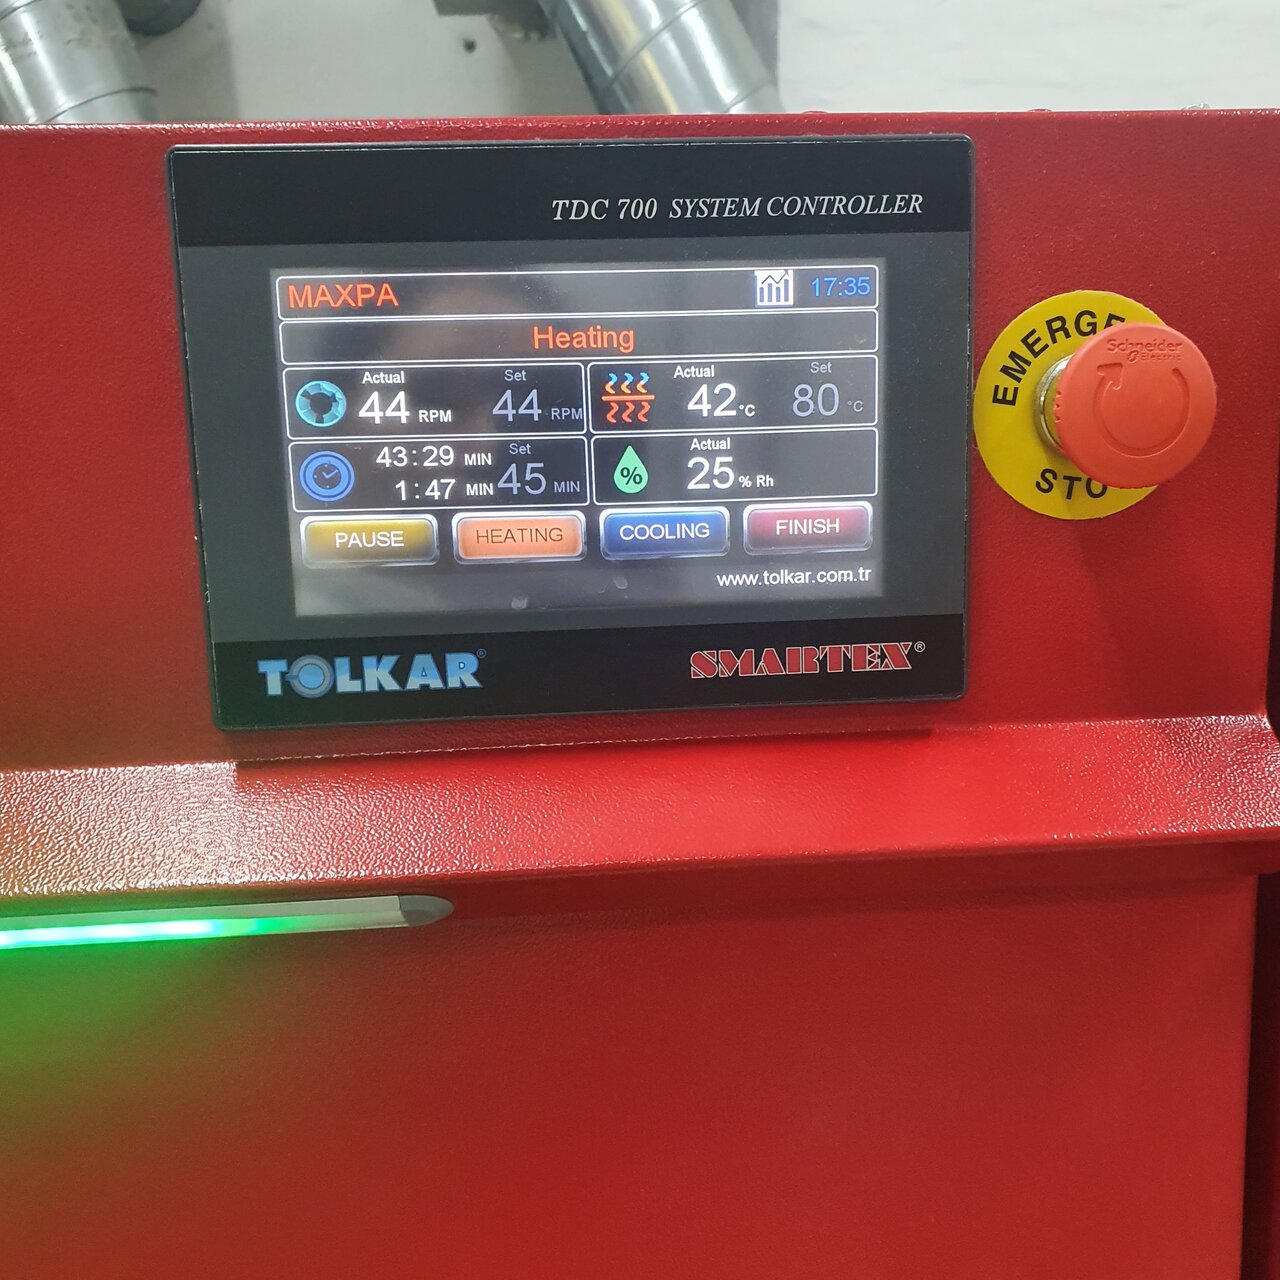 TDC 700 SYSTEM CONTROLLER
MAXPA 17:35
Heating
Actual Set
44 RPM 44 RPM
Actual Set
42 °C 80 °C
43:29 MIN Set
1:47 MIN 45 MIN
Actual
% 25 % Rh
PAUSE HEATING COOLING FINISH
www.tolkar.com.tr
TOLKAR® SMARTEX®
EMERGE
STO
Schneider
Electric